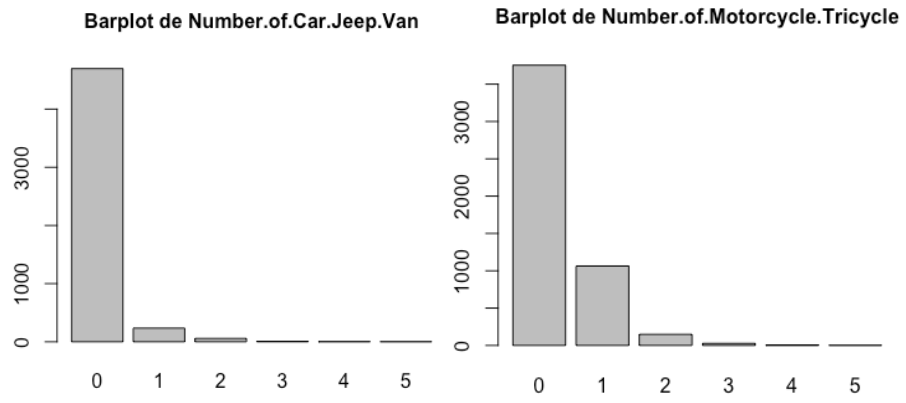 Barplot de Number.of.Car.Jeep.Van
3000
1000
0
0 1 2 3 4 5
Barplot de Number.of.Motorcycle.Tricycle
3000
2000
1000
0
0 1 2 3 4 5